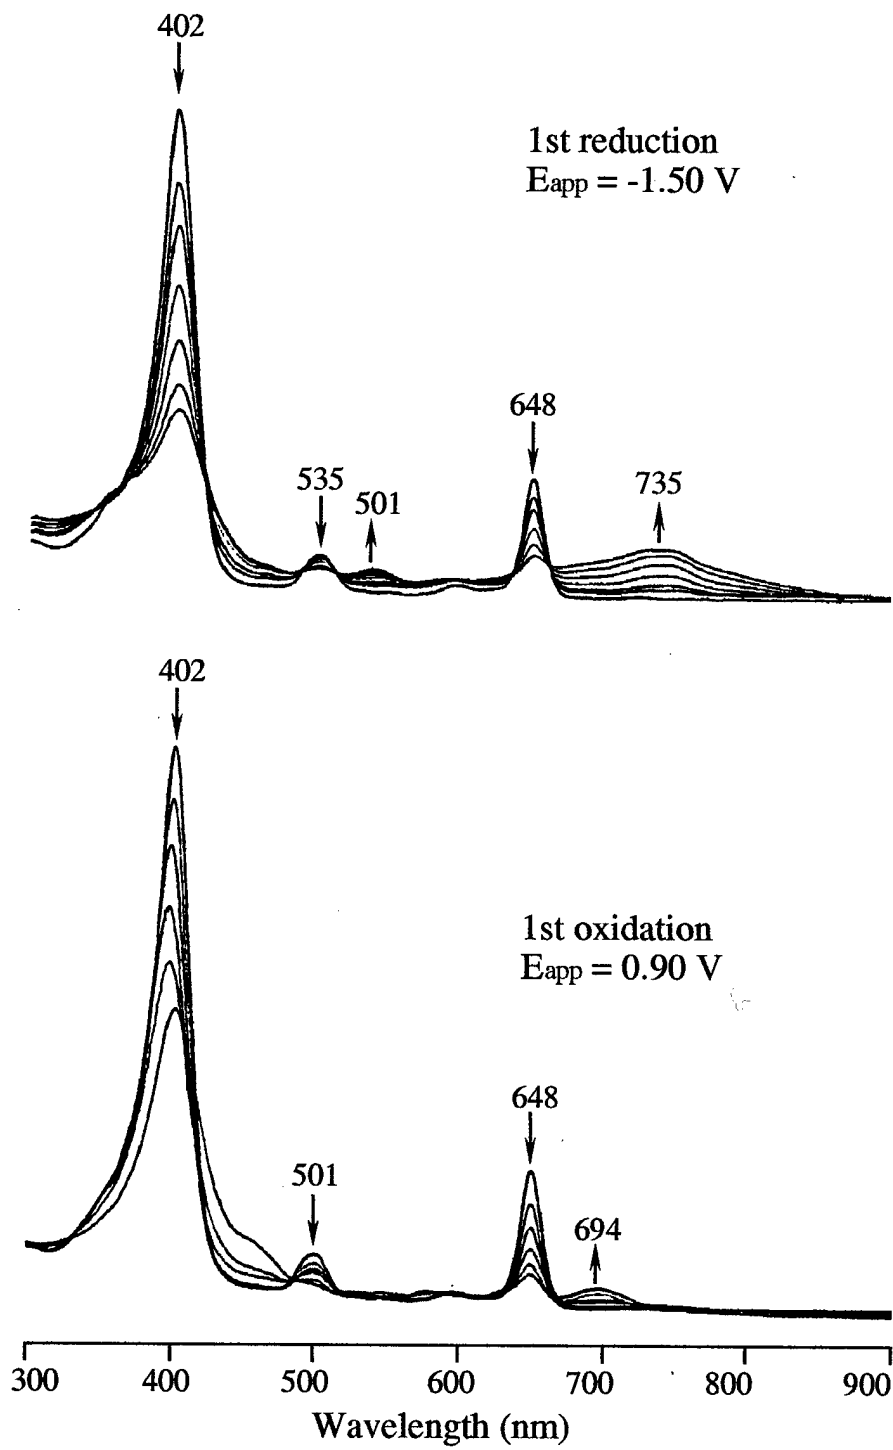 402
1st reduction
Eapp = -1.50 V
648
535
501
735
402
1st oxidation
Eapp = 0.90 V
648
501
694
300 400 500 600 700 800 900
Wavelength (nm)